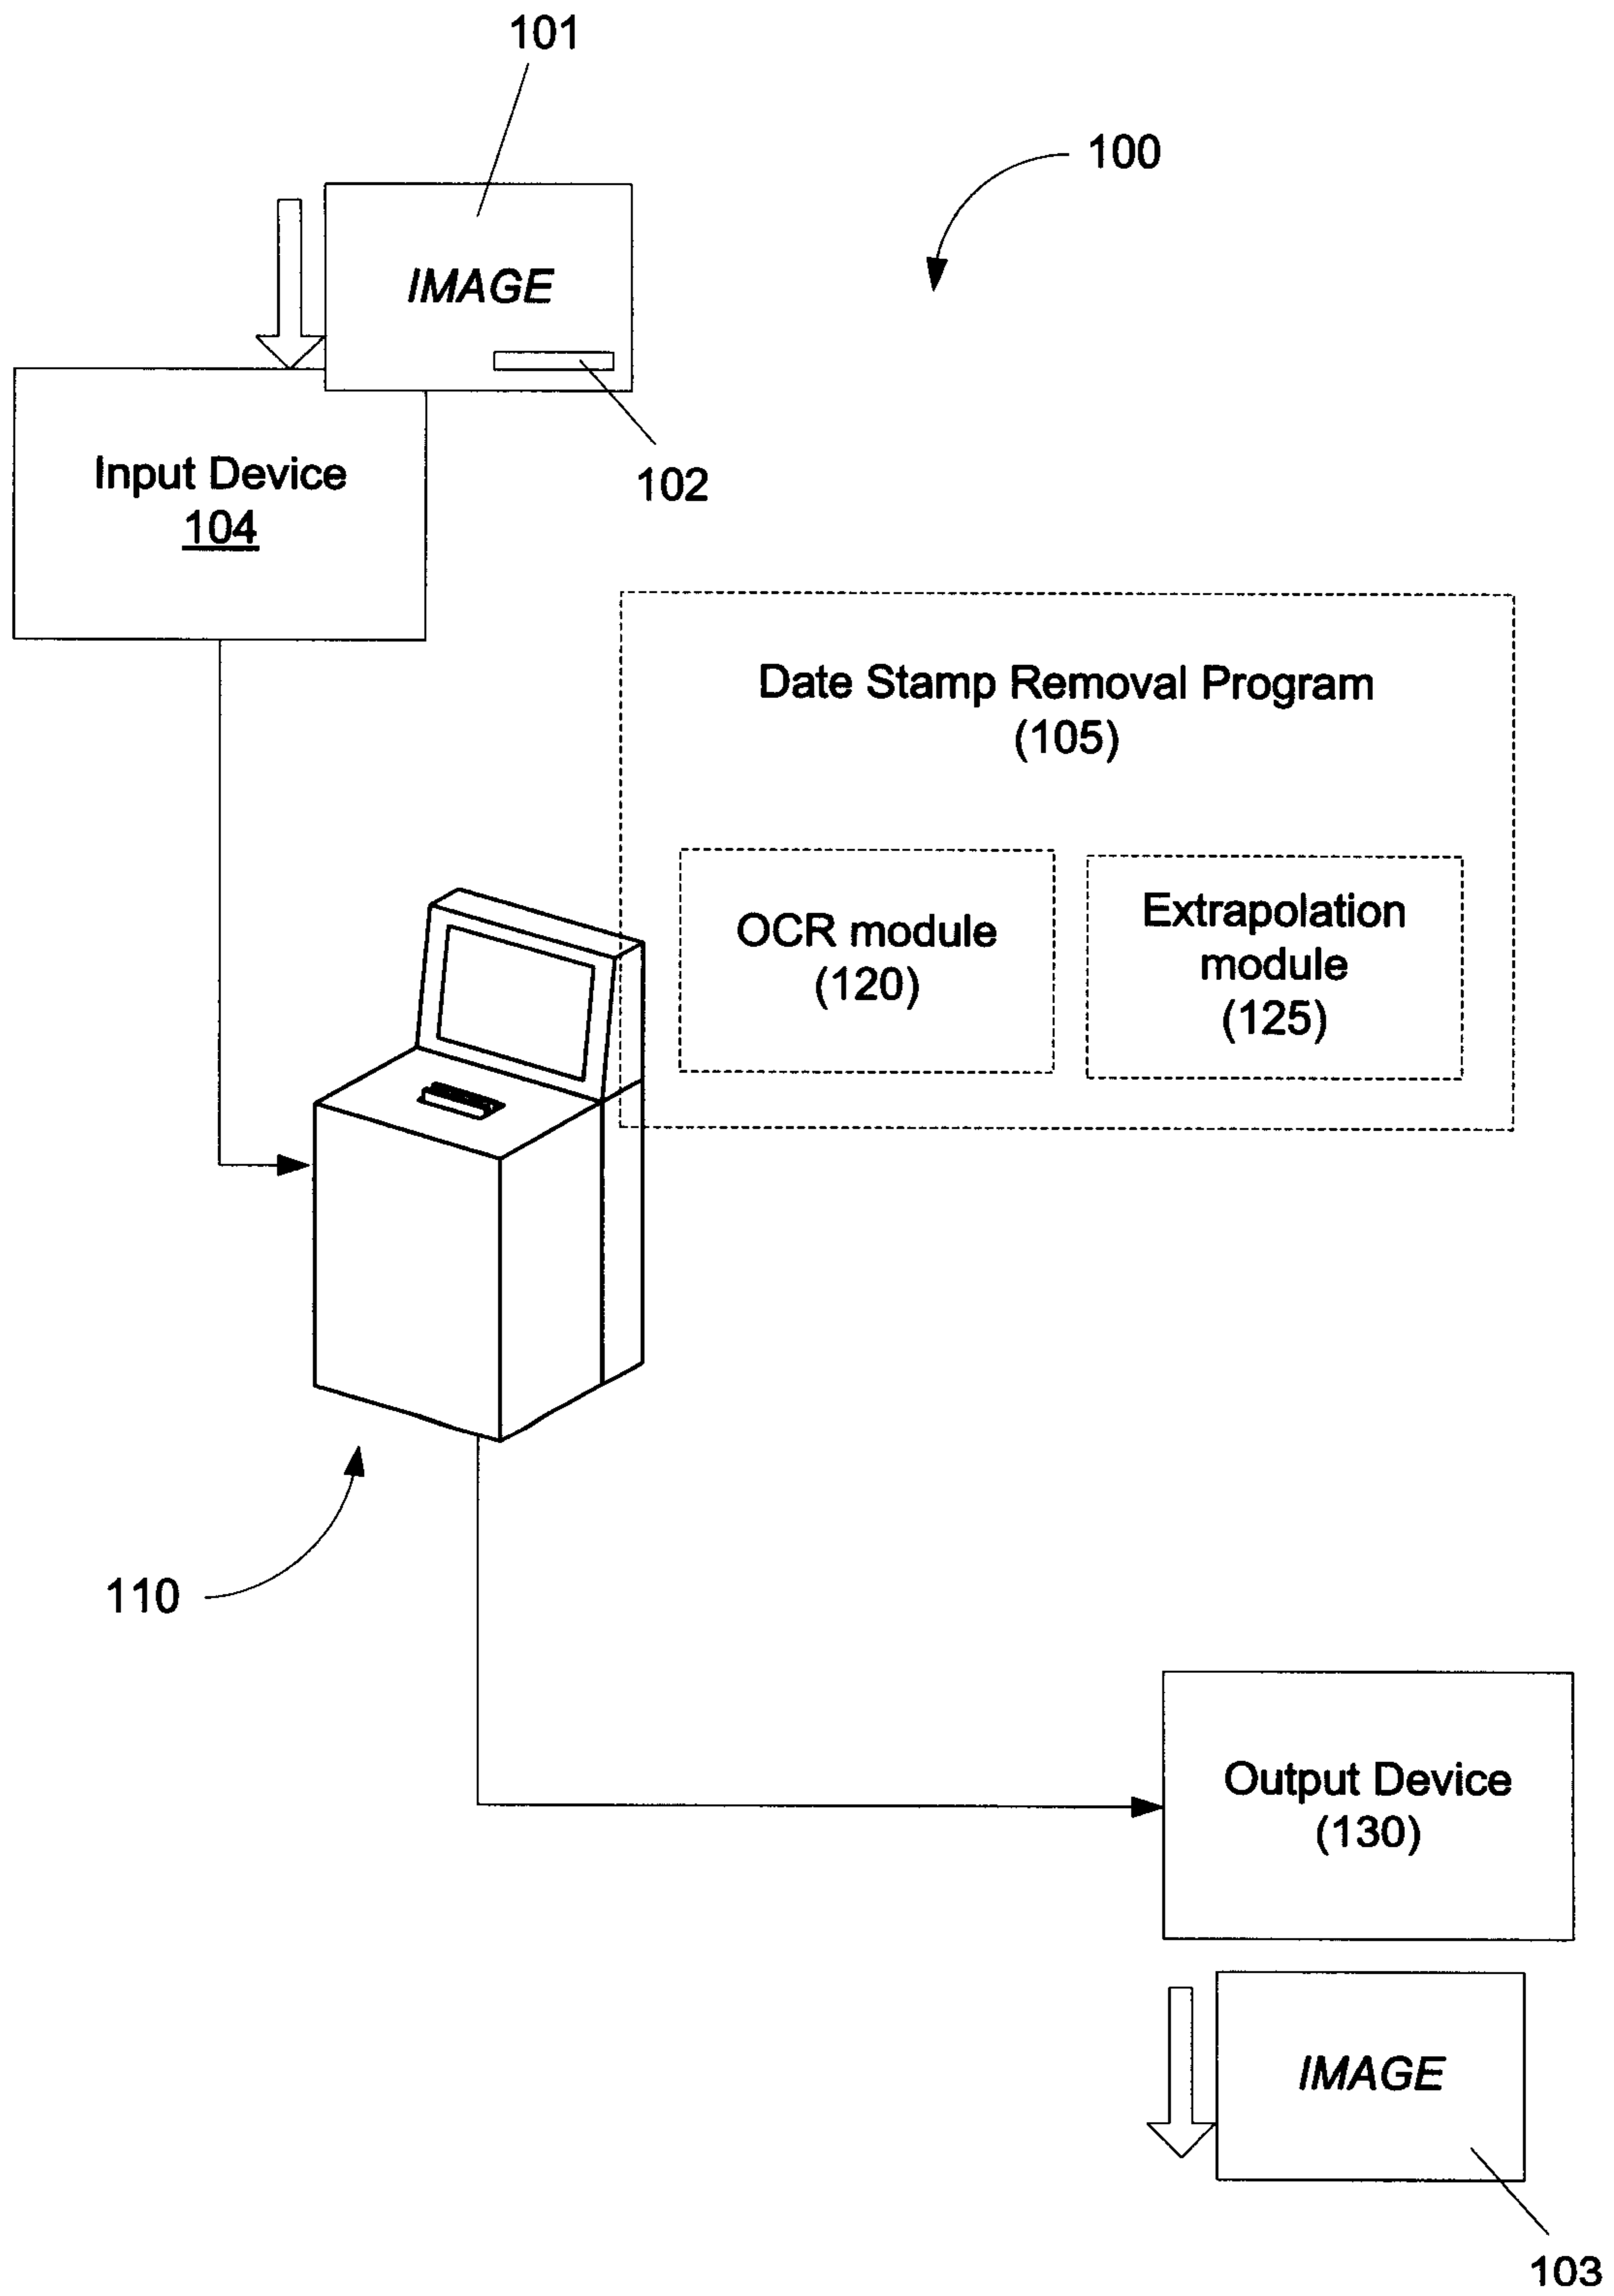 101
100
IMAGE
102
Input Device
104
Date Stamp Removal Program
(105)
OCR module
(120)
Extrapolation
module
(125)
110
Output Device
(130)
IMAGE
103